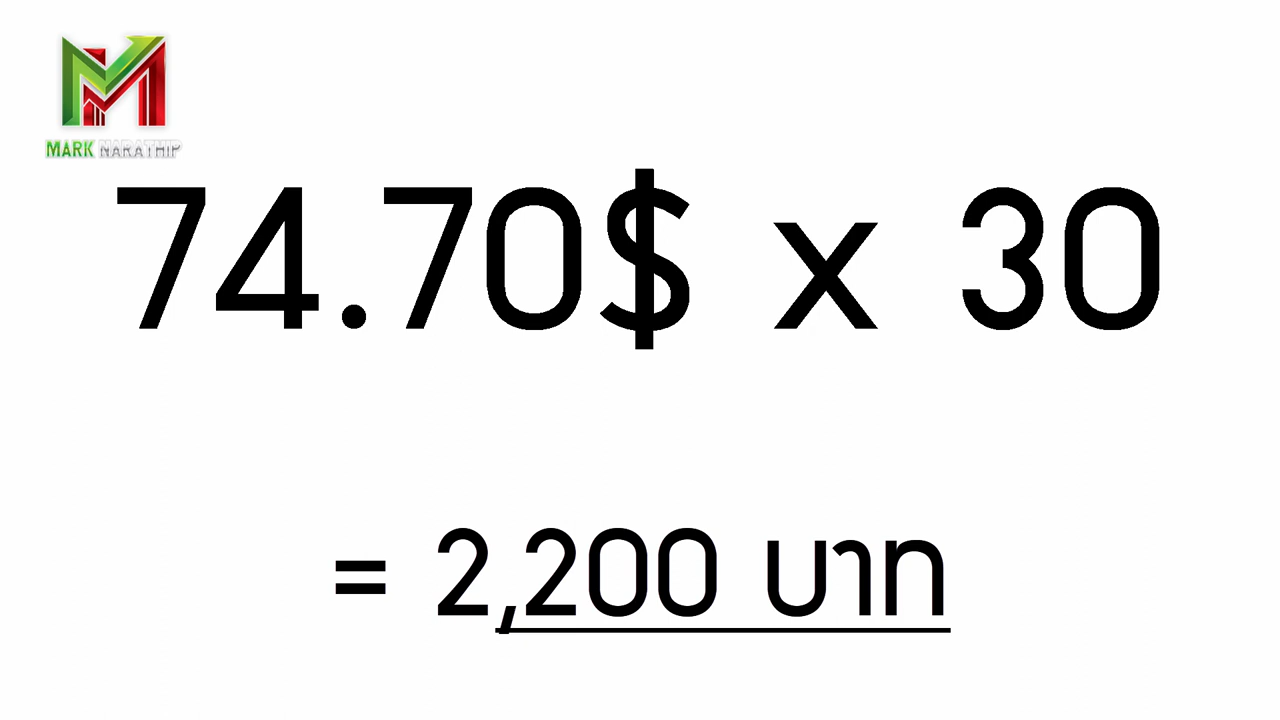 MARK NARATHIP
74.70$ x 30
= 2,200 บาท